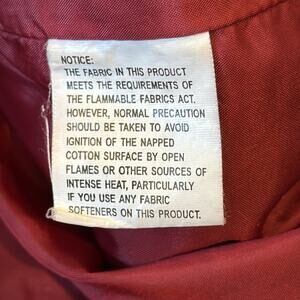 NOTICE:
THE FABRIC IN THIS PRODUCT
MEETS THE REQUIREMENTS OF
THE FLAMMABLE FABRICS ACT.
HOWEVER, NORMAL PRECAUTION
SHOULD BE TAKEN TO AVOID
IGNITION OF THE NAPPED
COTTON SURFACE BY OPEN
FLAMES OR OTHER SOURCES OF
INTENSE HEAT, PARTICULARLY
IF YOU USE ANY FABRIC
SOFTENERS ON THIS PRODUCT.